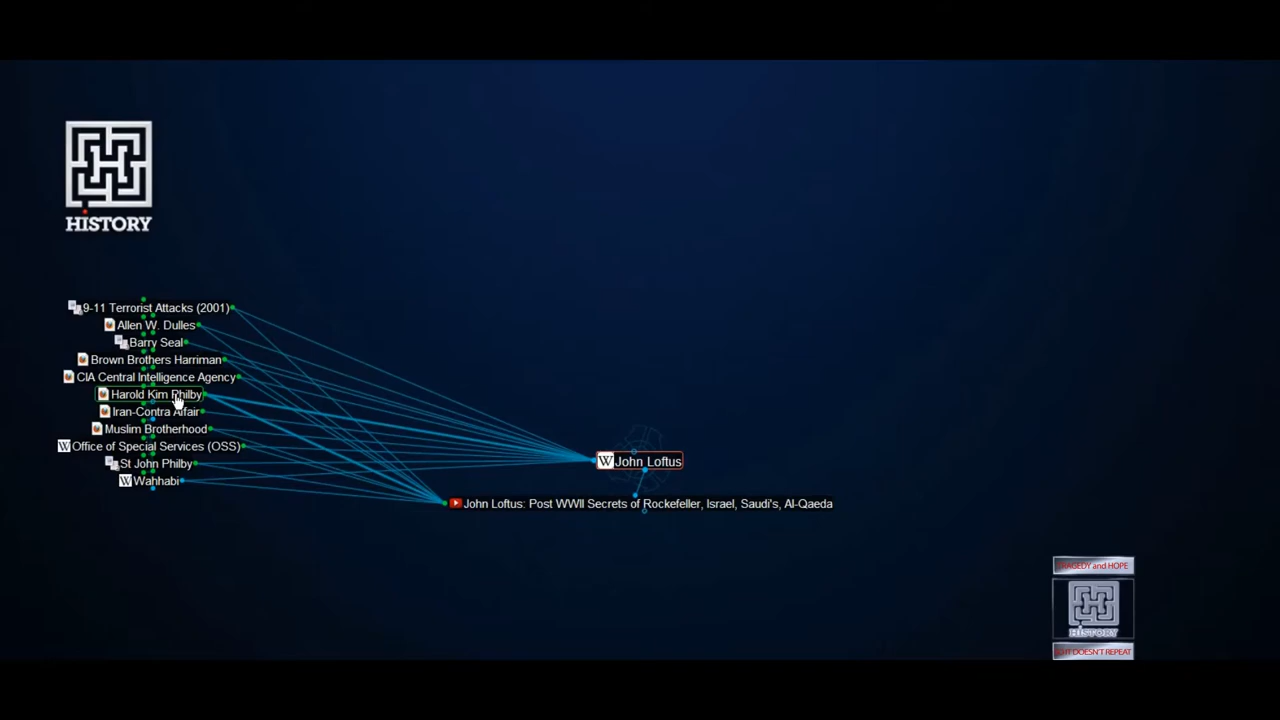 HiSTORY
9-11 Terrorist Attacks (2001)
Allen W. Dulles
Barry Seal
Brown Brothers Harriman
CIA Central Intelligence Agency
Harold Kim Philby
Iran-Contra Affair
Muslim Brotherhood
W Office of Special Services (OSS)
St John Philby
W Wahhabi
W John Loftus
John Loftus: Post WWII Secrets of Rockefeller, Israel, Saudi's, Al-Qaeda
TRAGEDY and HOPE
HiSTORY
DOESN'T REPEAT